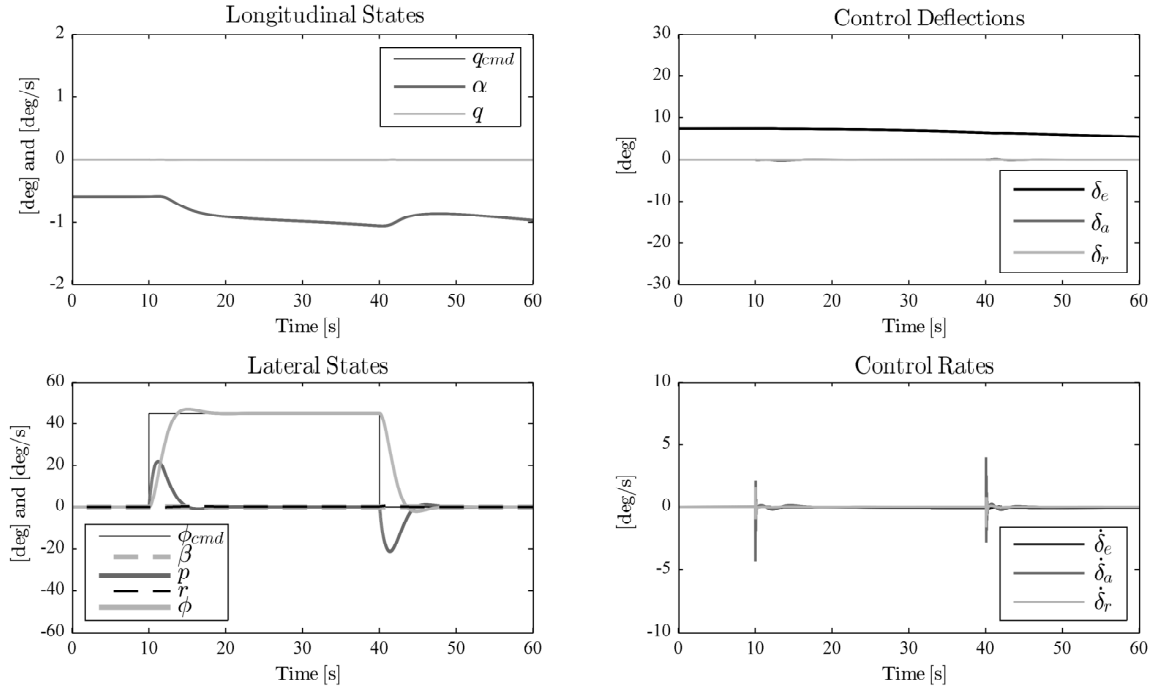 Longitudinal States
[deg] and [deg/s]
2
1
0
-1
-2
q_cmd
α
q
0 10 20 30 40 50 60
Time [s]
Control Deflections
[deg]
30
20
10
0
-10
-20
-30
δ_e
δ_a
δ_r
0 10 20 30 40 50 60
Time [s]
Lateral States
[deg] and [deg/s]
60
40
20
0
-20
-40
-60
ϕ_cmd
β
p
r
ϕ
0 10 20 30 40 50 60
Time [s]
Control Rates
[deg/s]
10
5
0
-5
-10
δ̇_e
δ̇_a
δ̇_r
0 10 20 30 40 50 60
Time [s]